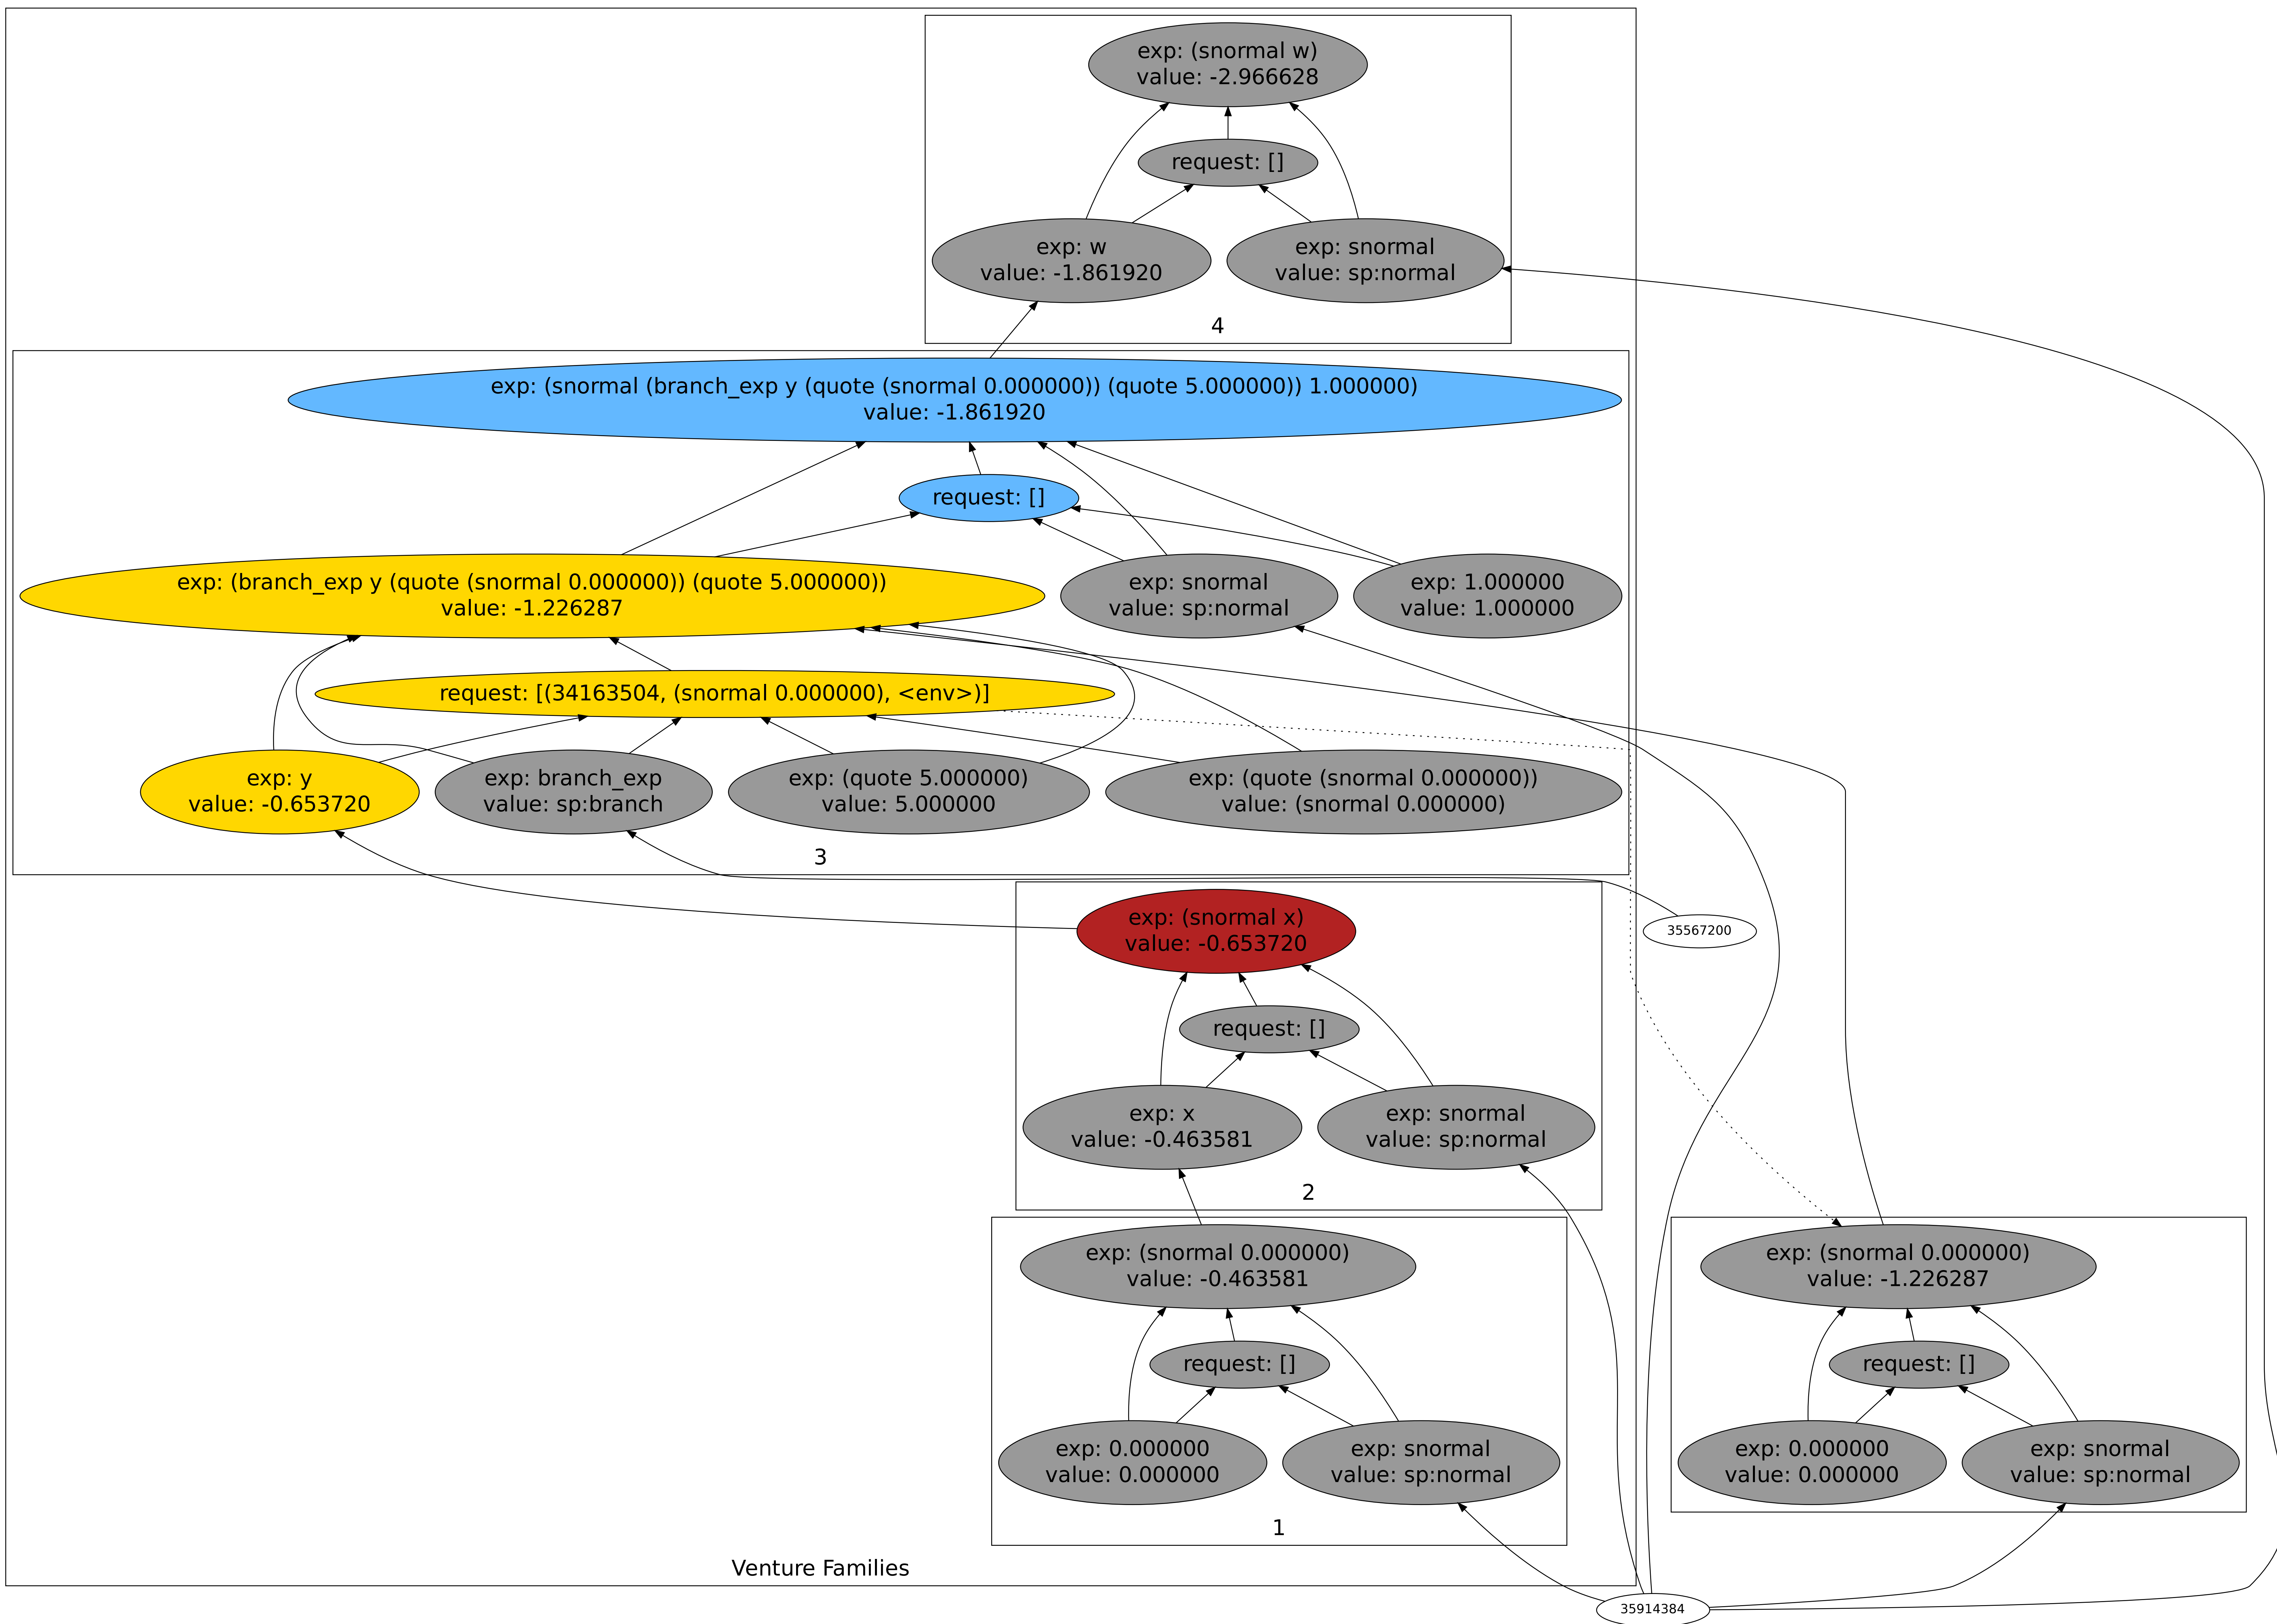 exp: (snormal w)
value: -2.966628
request: []
exp: w
value: -1.861920
exp: snormal
value: sp:normal
4
exp: (snormal (branch_exp y (quote (snormal 0.000000)) (quote 5.000000)) 1.000000)
value: -1.861920
request: []
exp: (branch_exp y (quote (snormal 0.000000)) (quote 5.000000))
value: -1.226287
exp: snormal
value: sp:normal
exp: 1.000000
value: 1.000000
request: [(34163504, (snormal 0.000000), <env>)]
exp: y
value: -0.653720
exp: branch_exp
value: sp:branch
exp: (quote 5.000000)
value: 5.000000
exp: (quote (snormal 0.000000))
value: (snormal 0.000000)
3
exp: (snormal x)
value: -0.653720
35567200
request: []
exp: x
value: -0.463581
exp: snormal
value: sp:normal
2
exp: (snormal 0.000000)
value: -0.463581
request: []
exp: 0.000000
value: 0.000000
exp: snormal
value: sp:normal
1
exp: (snormal 0.000000)
value: -1.226287
request: []
exp: 0.000000
value: 0.000000
exp: snormal
value: sp:normal
Venture Families
35914384